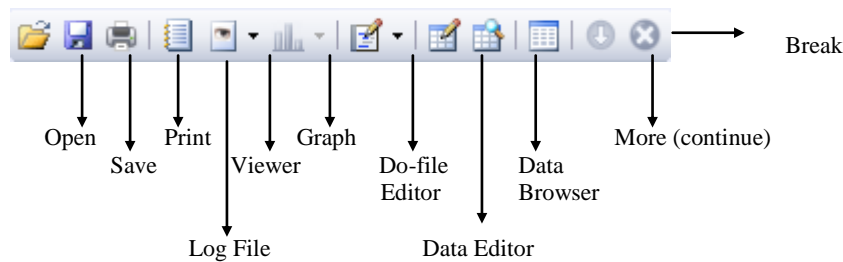 Break
Open
Print
Graph
More (continue)
Save
Viewer
Do-file
Editor
Data
Browser
Log File
Data Editor